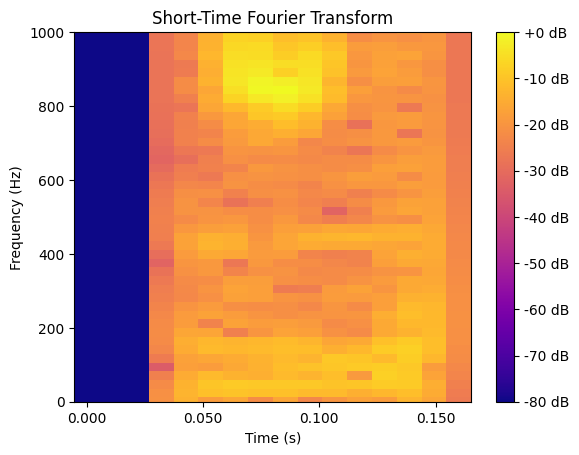 Short-Time Fourier Transform
1000
800
600
400
200
0
Frequency (Hz)
0.000
0.050
0.100
0.150
Time (s)
+0 dB
-10 dB
-20 dB
-30 dB
-40 dB
-50 dB
-60 dB
-70 dB
-80 dB